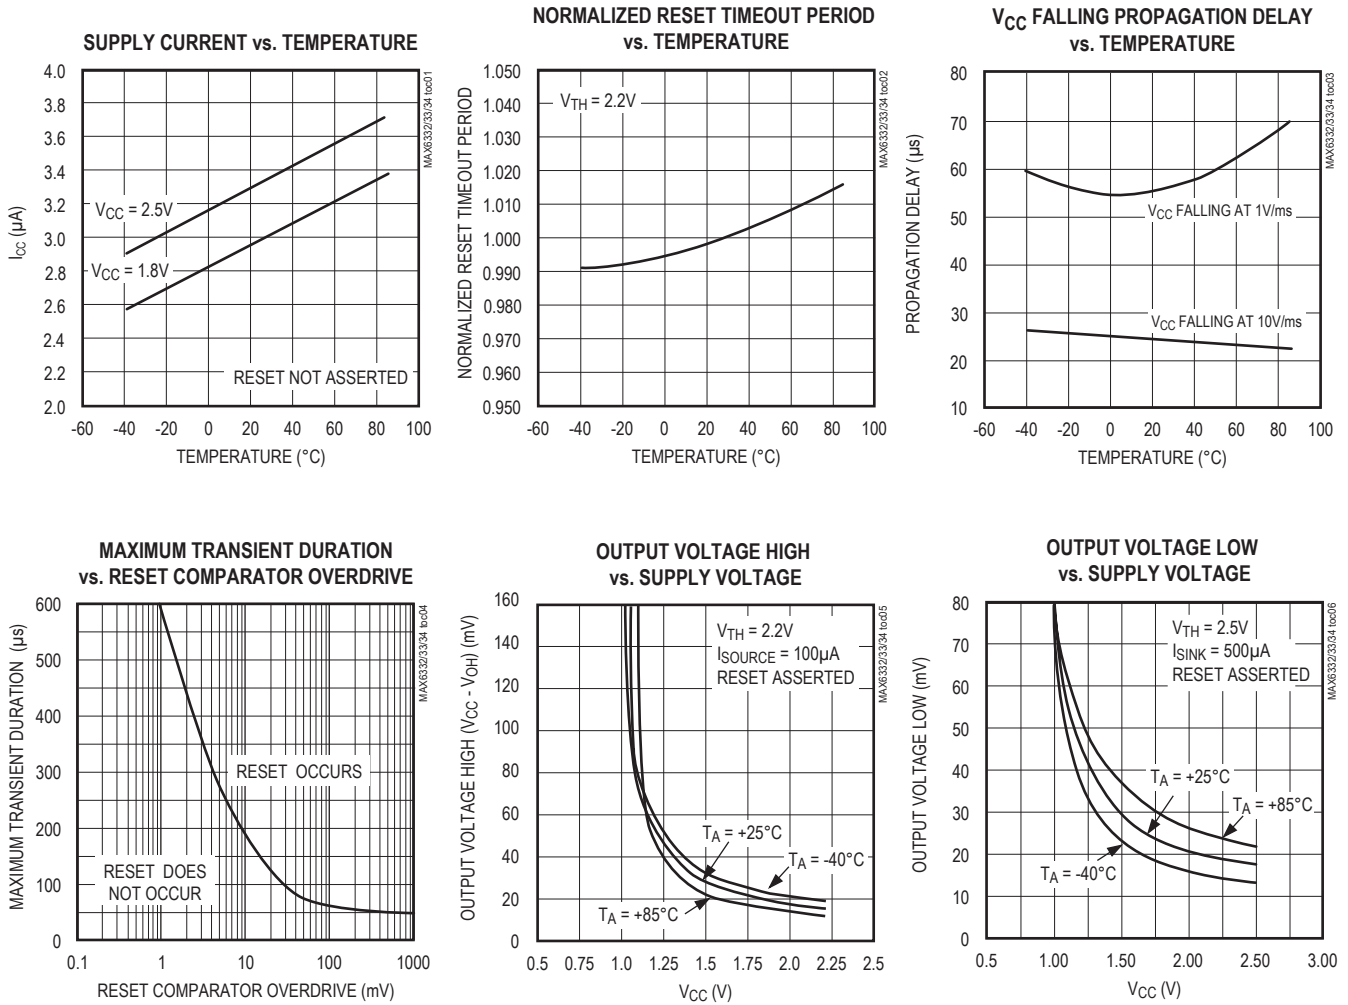 SUPPLY CURRENT vs. TEMPERATURE
4.0
3.8
3.6
3.4
3.2
3.0
2.8
2.6
2.4
2.2
2.0
ICC (µA)
VCC = 2.5V
VCC = 1.8V
RESET NOT ASSERTED
MAX6332/33/34 toc01
-60 -40 -20 0 20 40 60 80 100
TEMPERATURE (°C)
NORMALIZED RESET TIMEOUT PERIOD
vs. TEMPERATURE
1.050
1.040
1.030
1.020
1.010
1.000
0.990
0.980
0.970
0.960
0.950
NORMALIZED RESET TIMEOUT PERIOD
VTH = 2.2V
MAX6332/33/34 toc02
-60 -40 -20 0 20 40 60 80 100
TEMPERATURE (°C)
VCC FALLING PROPAGATION DELAY
vs. TEMPERATURE
80
70
60
50
40
30
20
10
PROPAGATION DELAY (µs)
VCC FALLING AT 1V/ms
VCC FALLING AT 10V/ms
MAX6332/33/34 toc03
-60 -40 -20 0 20 40 60 80 100
TEMPERATURE (°C)
MAXIMUM TRANSIENT DURATION
vs. RESET COMPARATOR OVERDRIVE
600
500
400
300
200
100
0
MAXIMUM TRANSIENT DURATION (µs)
RESET OCCURS
RESET DOES
NOT OCCUR
MAX6332/33/34 toc04
0.1 1 10 100 1000
RESET COMPARATOR OVERDRIVE (mV)
OUTPUT VOLTAGE HIGH
vs. SUPPLY VOLTAGE
160
140
120
100
80
60
40
20
0
OUTPUT VOLTAGE HIGH (VCC - VOH) (mV)
VTH = 2.2V
ISOURCE = 100µA
RESET ASSERTED
TA = +25°C
TA = -40°C
TA = +85°C
MAX6332/33/34 toc05
0.5 0.75 1.0 1.25 1.5 1.75 2.0 2.25 2.5
VCC (V)
OUTPUT VOLTAGE LOW
vs. SUPPLY VOLTAGE
80
70
60
50
40
30
20
10
0
OUTPUT VOLTAGE LOW (mV)
VTH = 2.5V
ISINK = 500µA
RESET ASSERTED
TA = +25°C
TA = +85°C
TA = -40°C
MAX6332/33/34 toc06
0.5 1.00 1.50 2.00 2.50 3.00
VCC (V)